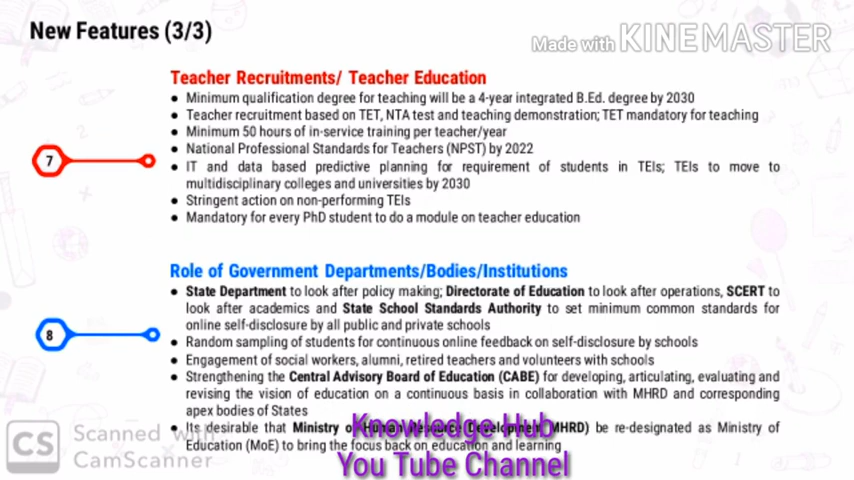 New Features (3/3)
Made with KINEMASTER
Teacher Recruitments/ Teacher Education
● Minimum qualification degree for teaching will be a 4-year integrated B.Ed. degree by 2030
● Teacher recruitment based on TET, NTA test and teaching demonstration; TET mandatory for teaching
● Minimum 50 hours of in-service training per teacher/year
● National Professional Standards for Teachers (NPST) by 2022
7
● IT and data based predictive planning for requirement of students in TEIs; TEIs to move to
multidisciplinary colleges and universities by 2030
● Stringent action on non-performing TEIs
● Mandatory for every PhD student to do a module on teacher education
Role of Government Departments/Bodies/Institutions
● State Department to look after policy making; Directorate of Education to look after operations, SCERT to
look after academics and State School Standards Authority to set minimum common standards for
online self-disclosure by all public and private schools
8
● Random sampling of students for continuous online feedback on self-disclosure by schools
● Engagement of social workers, alumni, retired teachers and volunteers with schools
● Strengthening the Central Advisory Board of Education (CABE) for developing, articulating, evaluating and
revising the vision of education on a continuous basis in collaboration with MHRD and corresponding
apex bodies of States
● Its desirable that Ministry of Human Resource Development (MHRD) be re-designated as Ministry of
Education (MoE) to bring the focus back on education and learning
CS Scanned with
CamScanner
Knowledge Hub
You Tube Channel